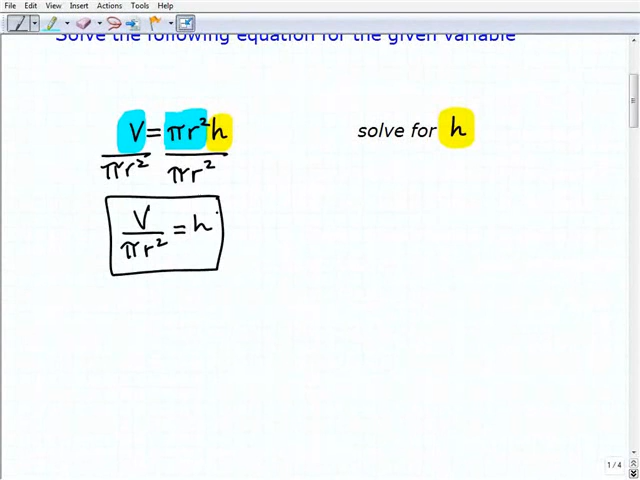 File Edit View Insert Actions Tools Help
Solve the following equation for the given variable
V = πr²h
solve for h
πr² πr²
V/πr² = h
1 / 4